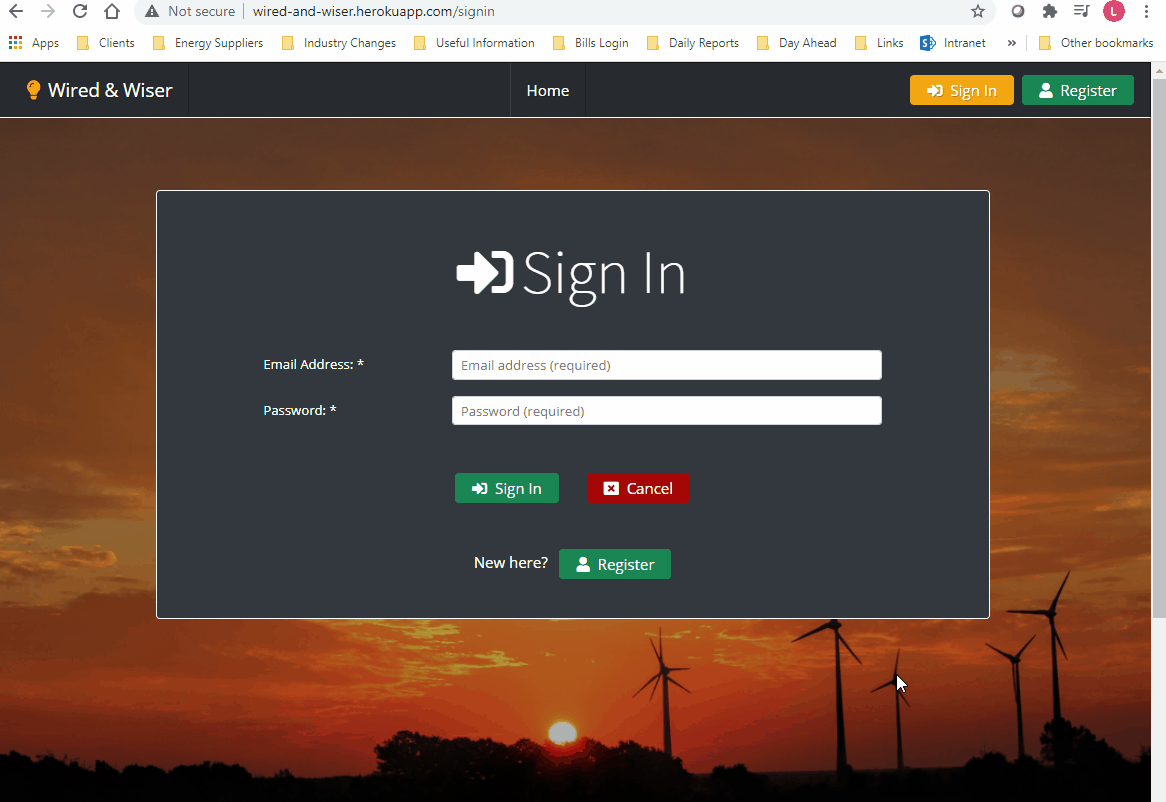 Not secure wired-and-wiser.herokuapp.com/signin L
Apps Clients Energy Suppliers Industry Changes Useful Information Bills Login Daily Reports Day Ahead Links S Intranet » Other bookmarks
Wired & Wiser Home Sign In Register
Sign In
Email Address: * Email address (required)
Password: * Password (required)
Sign In Cancel
New here? Register